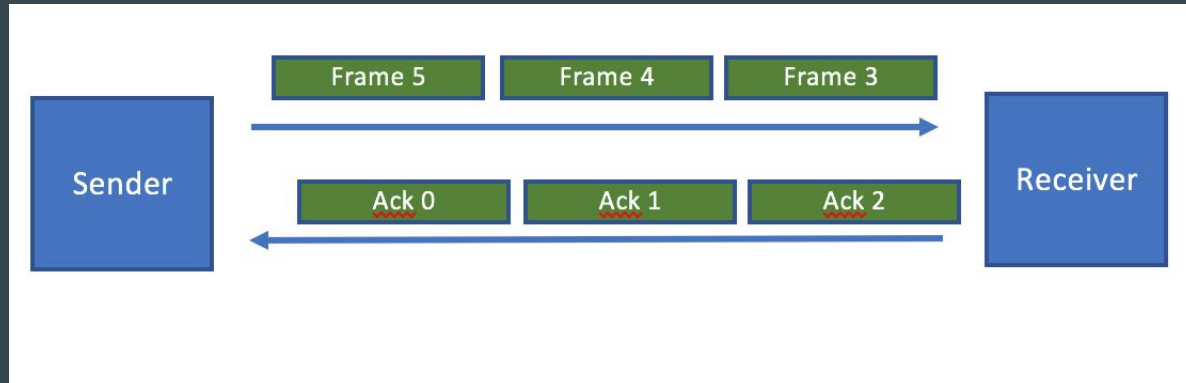 Frame 5
Frame 4
Frame 3
Sender
Receiver
Ack 0
Ack 1
Ack 2